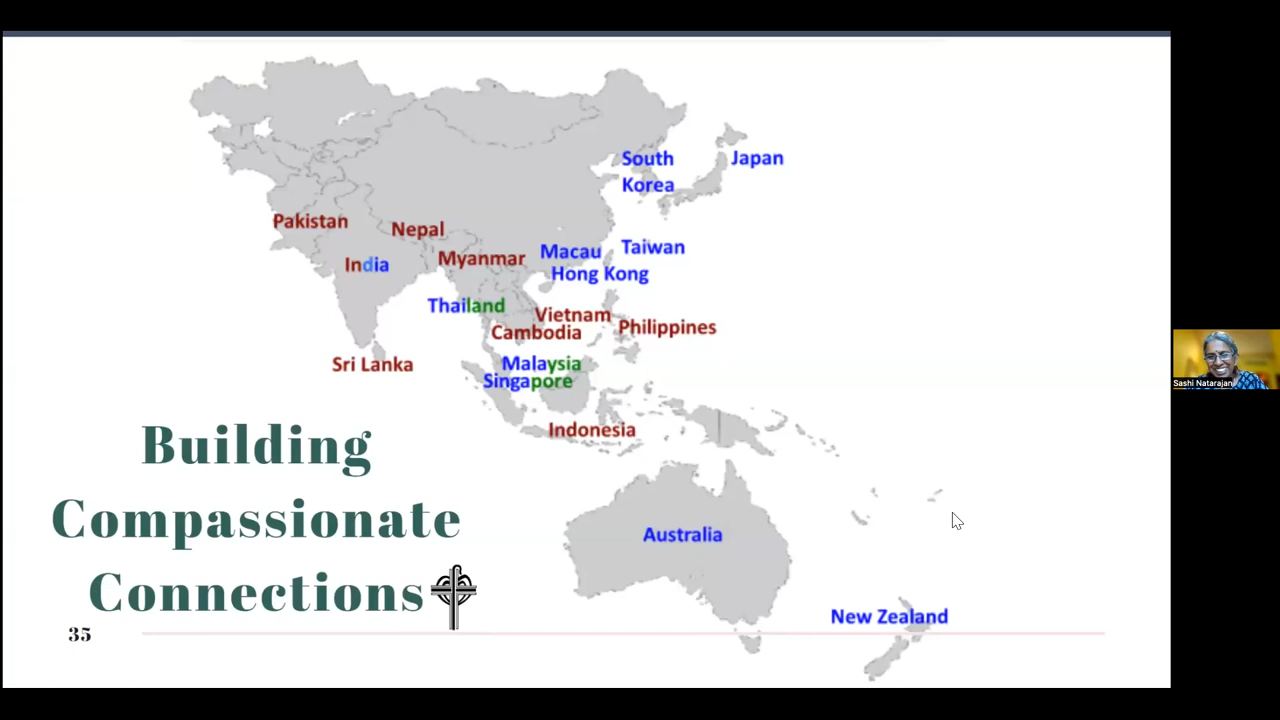 South
Korea
Japan
Pakistan
Nepal
India
Myanmar
Macau
Taiwan
Hong Kong
Thailand
Vietnam
Cambodia
Philippines
Sri Lanka
Malaysia
Singapore
Indonesia
Australia
New Zealand
Building
Compassionate
Connections
35
Sashi Natarajan